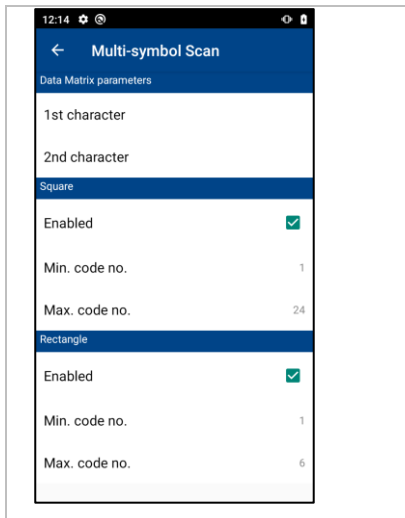 12:14
Multi-symbol Scan
Data Matrix parameters
1st character
2nd character
Square
Enabled
Min. code no. 1
Max. code no. 24
Rectangle
Enabled
Min. code no. 1
Max. code no. 6